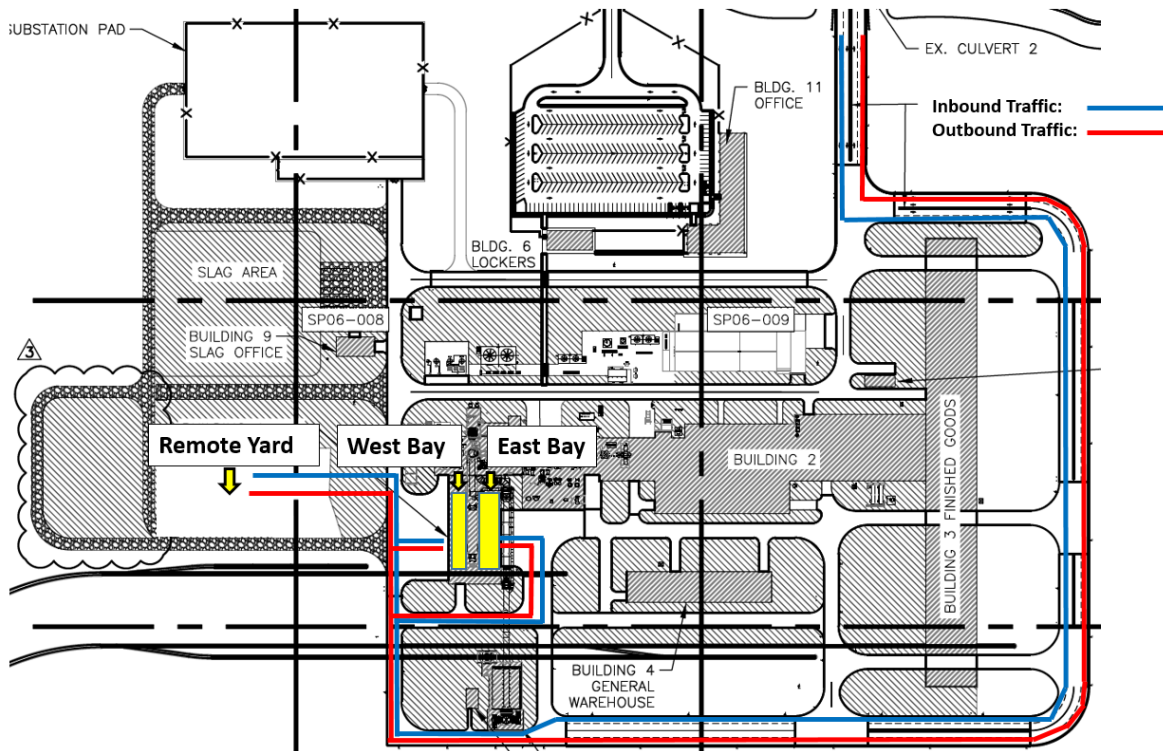 SUBSTATION PAD
EX. CULVERT 2
BLDG. 11
OFFICE
Inbound Traffic:
Outbound Traffic:
BLDG. 6
LOCKERS
SLAG AREA
SP06-008
SP06-009
BUILDING 9
SLAG OFFICE
3
Remote Yard
West Bay
East Bay
BUILDING 2
BUILDING 3 FINISHED GOODS
BUILDING 4
GENERAL
WAREHOUSE